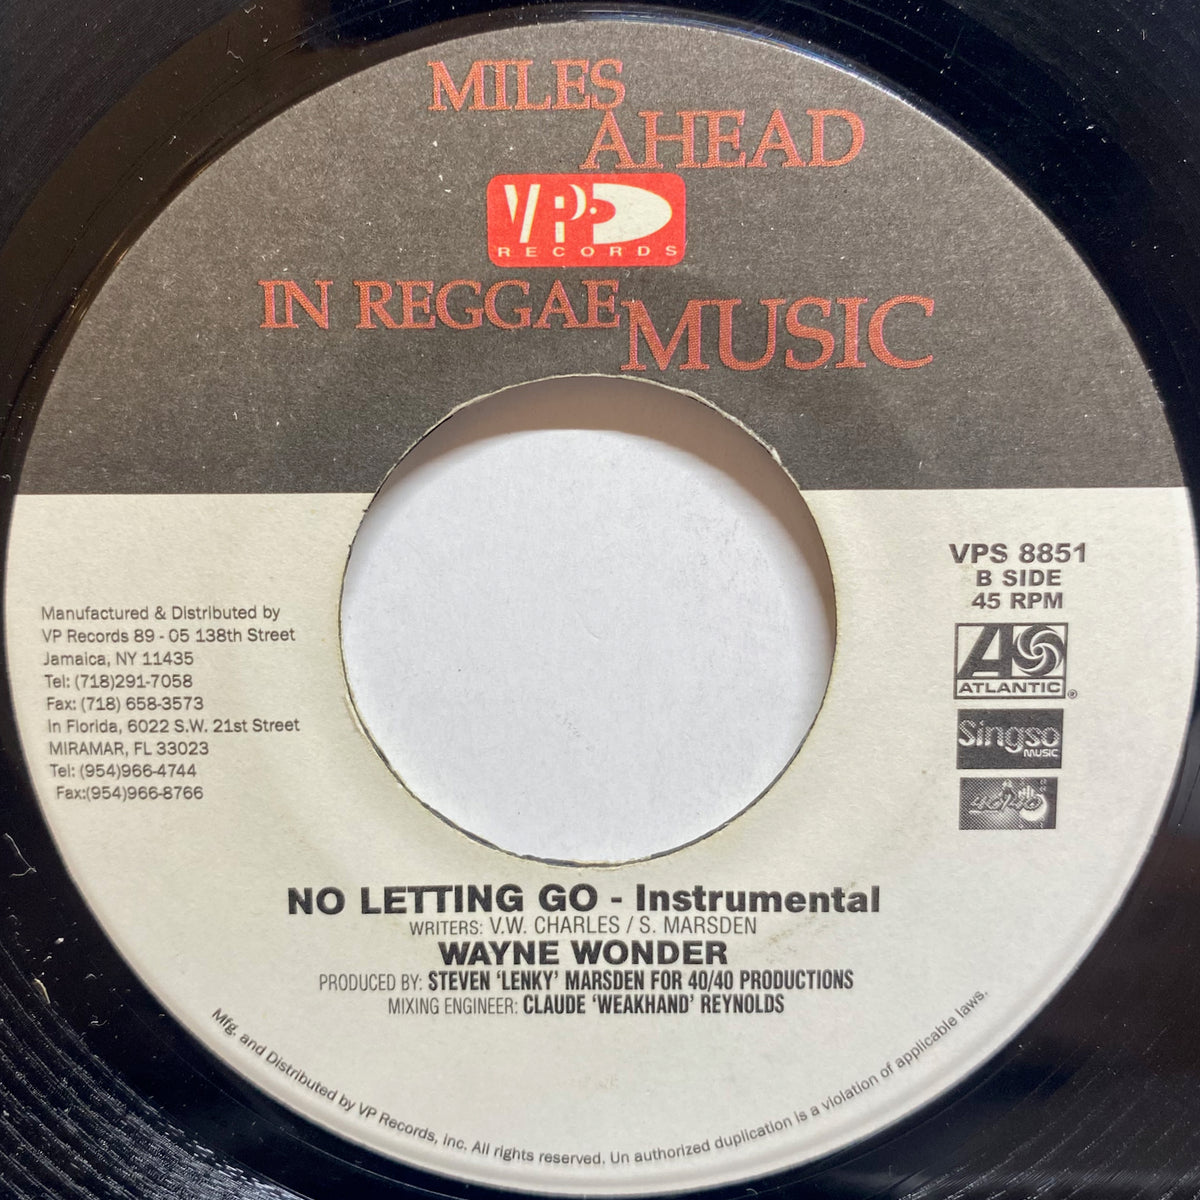 MILES
AHEAD
VP
RECORDS
IN REGGAE MUSIC
VPS 8851
B SIDE
45 RPM
ATLANTIC®
Singso
MUSIC
40/40
Manufactured & Distributed by
VP Records 89 - 05 138th Street
Jamaica, NY 11435
Tel: (718)291-7058
Fax: (718) 658-3573
In Florida, 6022 S.W. 21st Street
MIRAMAR, FL 33023
Tel: (954)966-4744
Fax:(954)966-8766
NO LETTING GO - Instrumental
WRITERS: V.W. CHARLES / S. MARSDEN
WAYNE WONDER
PRODUCED BY: STEVEN 'LENKY' MARSDEN FOR 40/40 PRODUCTIONS
MIXING ENGINEER: CLAUDE 'WEAKHAND' REYNOLDS
Mfg. and Distributed by VP Records, Inc. All rights reserved. Un authorized duplication is a violation of applicable laws.